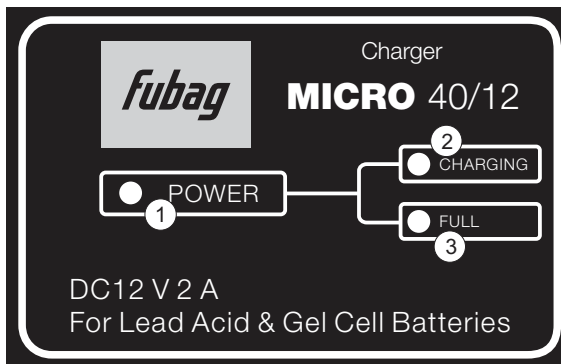 fubag
Charger
MICRO 40/12
2
CHARGING
POWER
1
FULL
3
DC12 V 2 A
For Lead Acid & Gel Cell Batteries